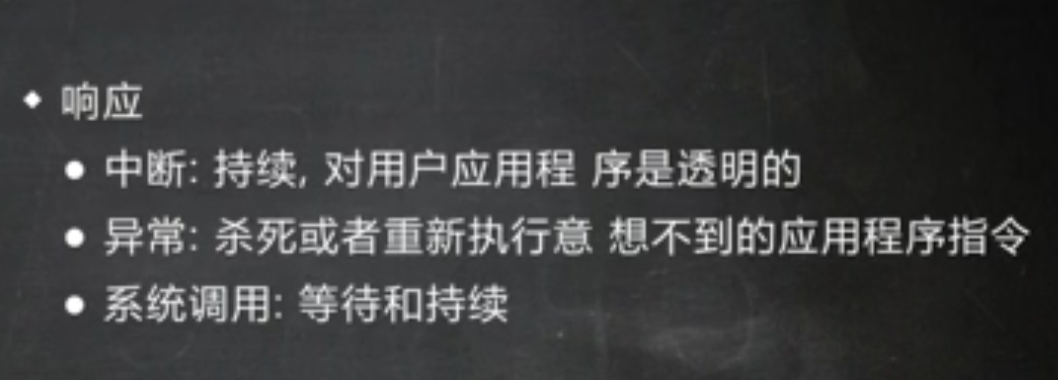 ◆ 响应
● 中断: 持续, 对用户应用程 序是透明的
● 异常: 杀死或者重新执行意 想不到的应用程序指令
● 系统调用: 等待和持续